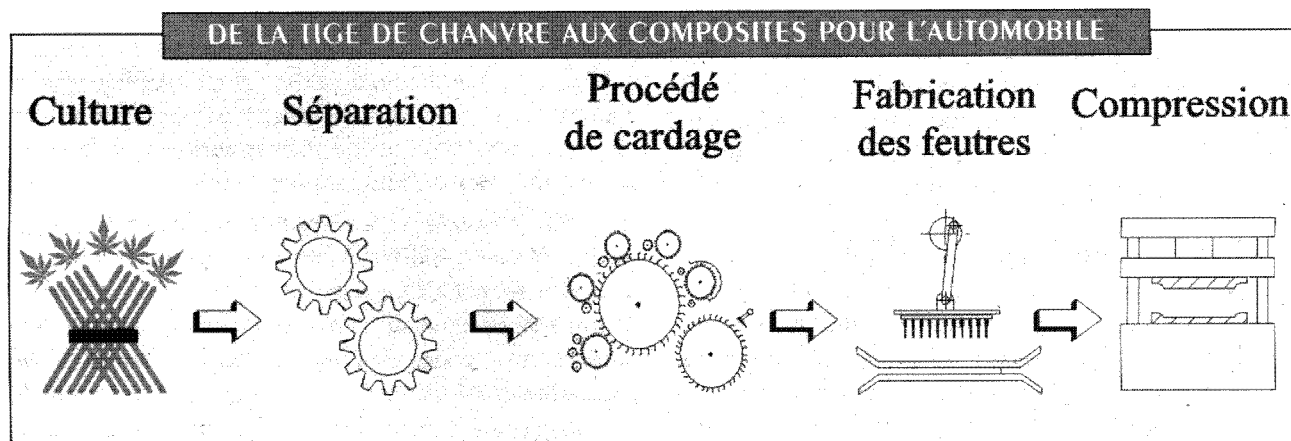 DE LA TIGE DE CHANVRE AUX COMPOSITES POUR L'AUTOMOBILE
Culture
Séparation
Procédé
de cardage
Fabrication
des feutres
Compression